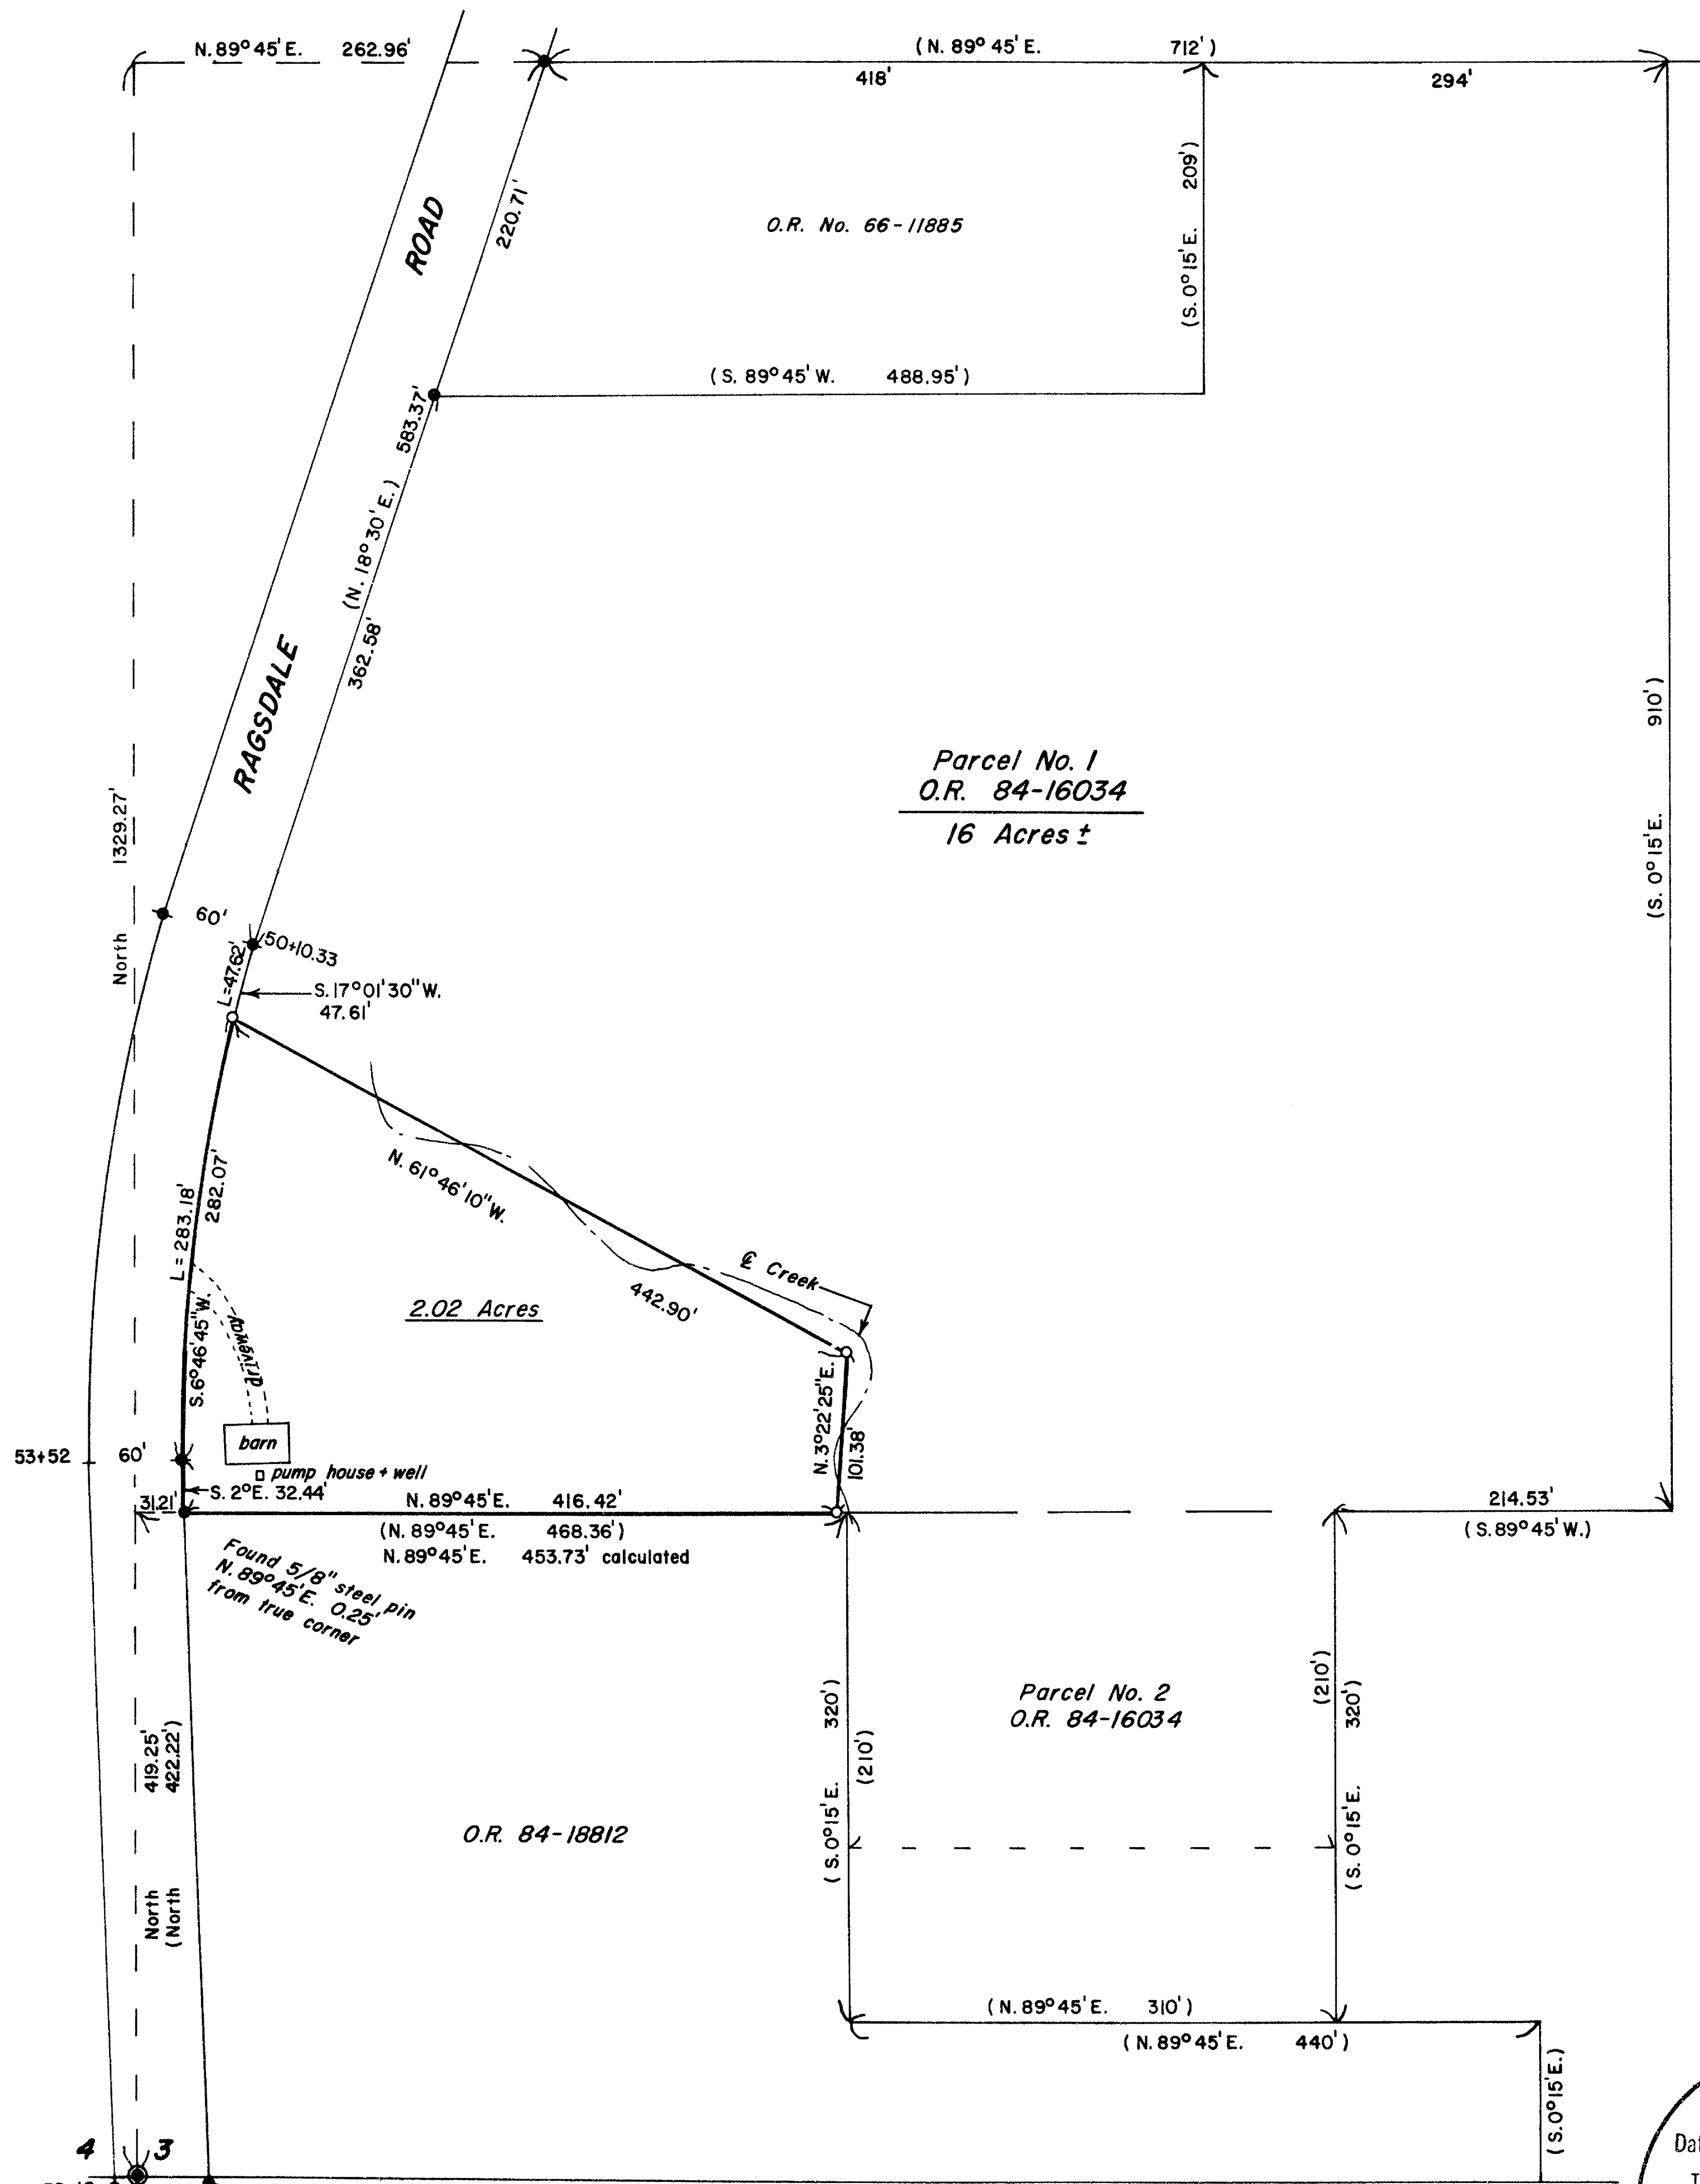 N. 89° 45' E. 262.96'
(N. 89° 45' E. 712')
418'
294'
220.71'
ROAD
O.R. No. 66-11885
(S. 0° 15' E. 209')
(S. 89° 45' W. 488.95')
(N. 18° 30' E.) 583.37'
362.58'
RAGSDALE
Parcel No. 1
O.R. 84-16034
16 Acres ±
(S. 0° 15' E. 910')
North 1329.27'
60'
50+10.33
L=47.62'
S. 17° 01' 30" W.
47.61'
N. 61° 46' 10" W.
442.90'
℄ Creek
L = 283.18'
282.07'
S. 6° 46' 45" W.
driveway
2.02 Acres
barn
N. 3° 22' 25" E.
101.38'
53+52
60'
pump house + well
S. 2° E. 32.44'
31.21'
N. 89° 45' E. 416.42'
(N. 89° 45' E. 468.36')
N. 89° 45' E. 453.73' calculated
214.53'
(S. 89° 45' W.)
Found 5/8" steel pin
N. 89° 45' E. 0.25'
from true corner
419.25'
422.22')
North
(North
O.R. 84-18812
(S. 0° 15' E. 320')
(210')
Parcel No. 2
O.R. 84-16034
(210')
(S. 0° 15' E. 320')
(N. 89° 45' E. 310')
(N. 89° 45' E. 440')
(S. 0° 15' E.)
4 3